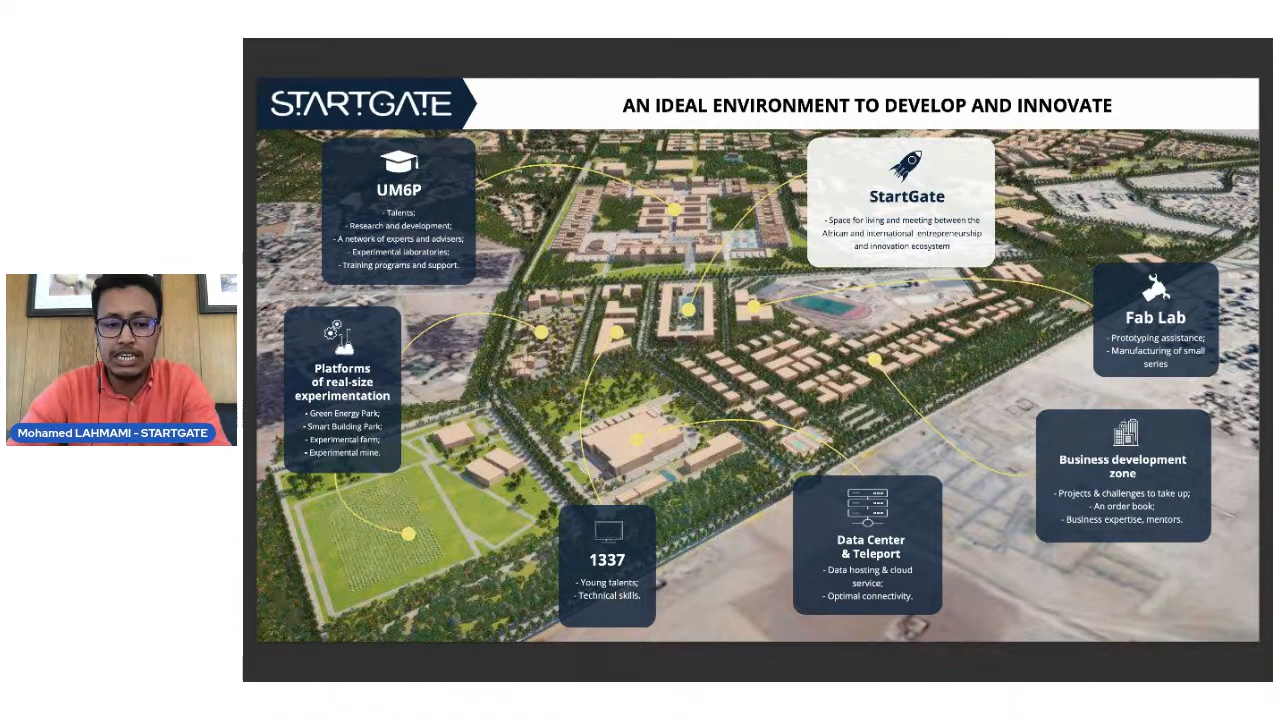 STARTGATE
AN IDEAL ENVIRONMENT TO DEVELOP AND INNOVATE
UM6P
- Talents;
- Research and development;
- A network of experts and advisers;
- Experimental laboratories;
- Training programs and support.
StartGate
- Space for living and meeting between the
African and international entrepreneurship
and innovation ecosystem
Fab Lab
- Prototyping assistance;
- Manufacturing of small
series
Platforms
of real-size
experimentation
• Green Energy Park;
- Smart Building Park;
- Experimental farm;
• Experimental mine.
Business development
zone
- Projects & challenges to take up;
- An order book;
- Business expertise, mentors.
1337
- Young talents;
- Technical skills.
Data Center
& Teleport
- Data hosting & cloud
service;
- Optimal connectivity.
Mohamed LAHMAMI - STARTGATE